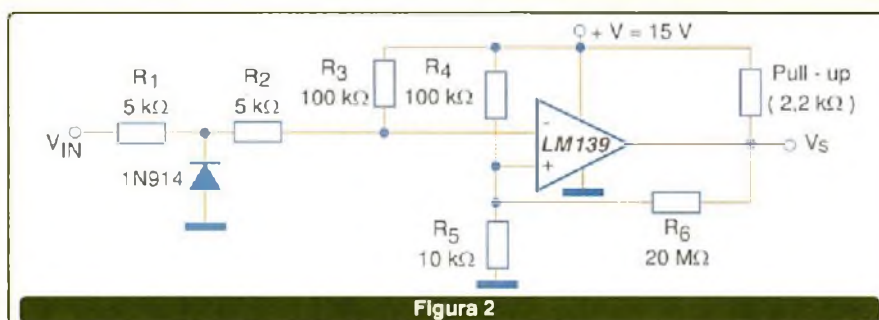 + V = 15 V
R1
5 kΩ
R2
5 kΩ
R3
100 kΩ
R4
100 kΩ
Pull - up
( 2,2 kΩ )
VIN
1N914
-
+
LM139
VS
R5
10 kΩ
R6
20 MΩ
Figura 2